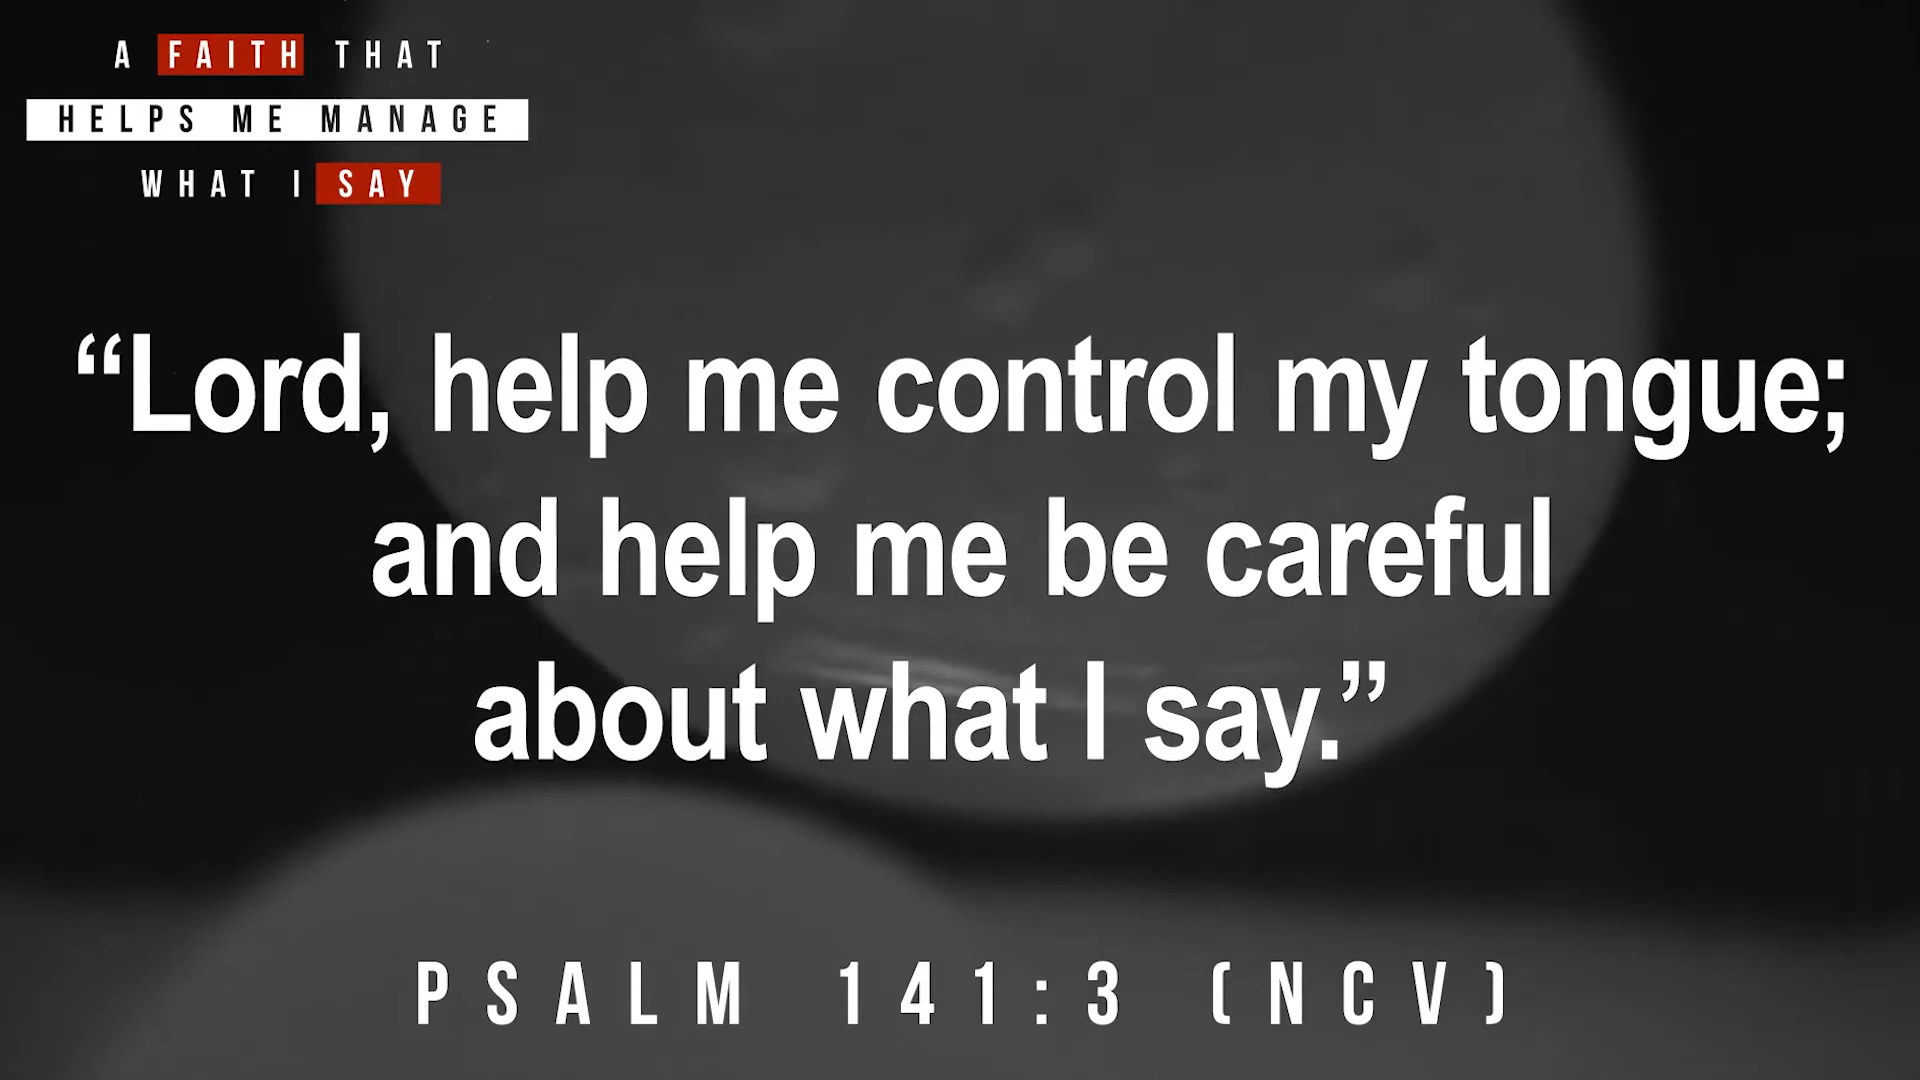 A FAITH THAT
HELPS ME MANAGE
WHAT I SAY
“Lord, help me control my tongue;
and help me be careful
about what I say.”
PSALM 141:3 (NCV)